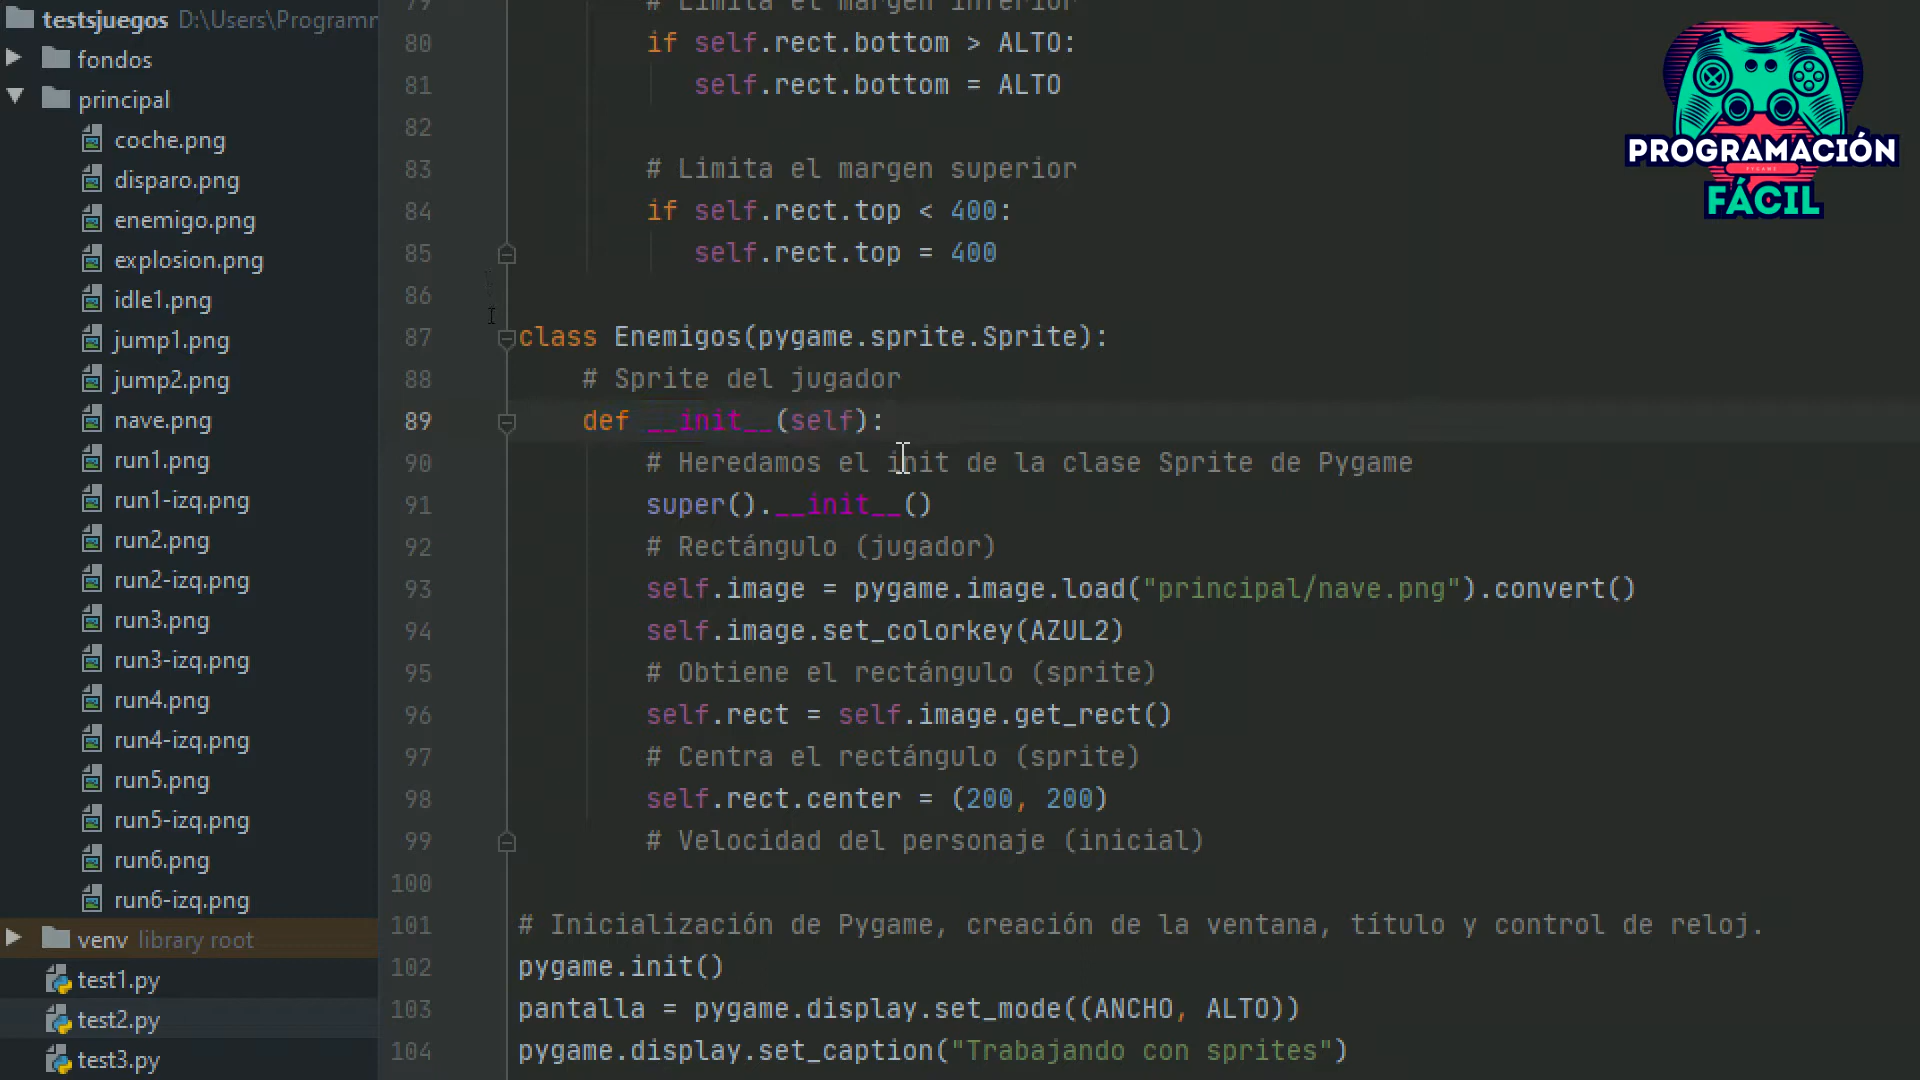 testsjuegos D:\Users\Programr
fondos
principal
coche.png
disparo.png
enemigo.png
explosion.png
idle1.png
jump1.png
jump2.png
nave.png
run1.png
run1-izq.png
run2.png
run2-izq.png
run3.png
run3-izq.png
run4.png
run4-izq.png
run5.png
run5-izq.png
run6.png
run6-izq.png
venv library root
test1.py
test2.py
test3.py
79 # Limita el margen inferior
80 if self.rect.bottom > ALTO:
81 self.rect.bottom = ALTO
82
83 # Limita el margen superior
84 if self.rect.top < 400:
85 self.rect.top = 400
86
87 class Enemigos(pygame.sprite.Sprite):
88 # Sprite del jugador
89 def __init__(self):
90 # Heredamos el init de la clase Sprite de Pygame
91 super().__init__()
92 # Rectángulo (jugador)
93 self.image = pygame.image.load("principal/nave.png").convert()
94 self.image.set_colorkey(AZUL2)
95 # Obtiene el rectángulo (sprite)
96 self.rect = self.image.get_rect()
97 # Centra el rectángulo (sprite)
98 self.rect.center = (200, 200)
99 # Velocidad del personaje (inicial)
100
101 # Inicialización de Pygame, creación de la ventana, título y control de reloj.
102 pygame.init()
103 pantalla = pygame.display.set_mode((ANCHO, ALTO))
104 pygame.display.set_caption("Trabajando con sprites")
PROGRAMACIÓN
PYGAME
FÁCIL